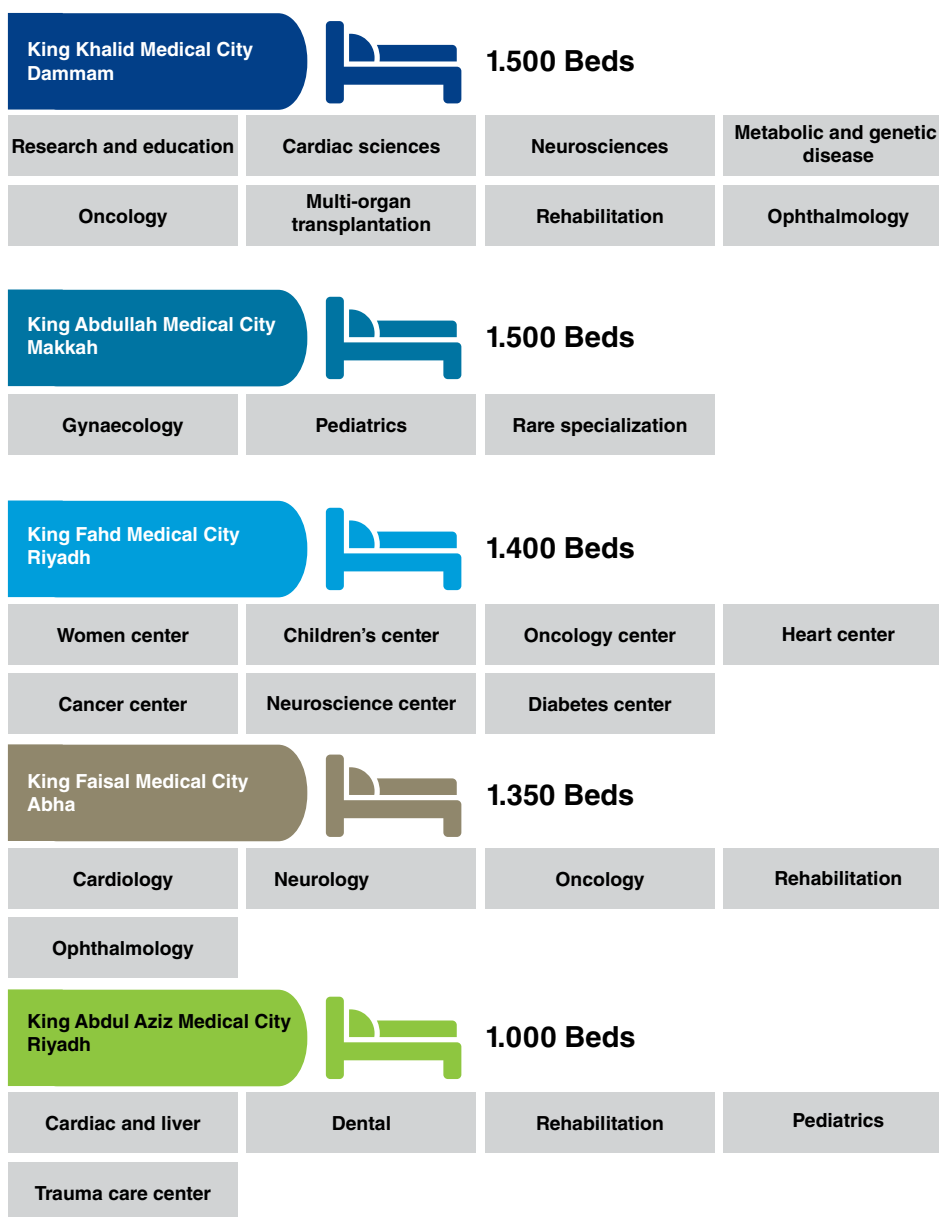 King Khalid Medical City
Dammam
1.500 Beds
Research and education
Cardiac sciences
Neurosciences
Metabolic and genetic
disease
Oncology
Multi-organ
transplantation
Rehabilitation
Ophthalmology
King Abdullah Medical City
Makkah
1.500 Beds
Gynaecology
Pediatrics
Rare specialization
King Fahd Medical City
Riyadh
1.400 Beds
Women center
Children's center
Oncology center
Heart center
Cancer center
Neuroscience center
Diabetes center
King Faisal Medical City
Abha
1.350 Beds
Cardiology
Neurology
Oncology
Rehabilitation
Ophthalmology
King Abdul Aziz Medical City
Riyadh
1.000 Beds
Cardiac and liver
Dental
Rehabilitation
Pediatrics
Trauma care center